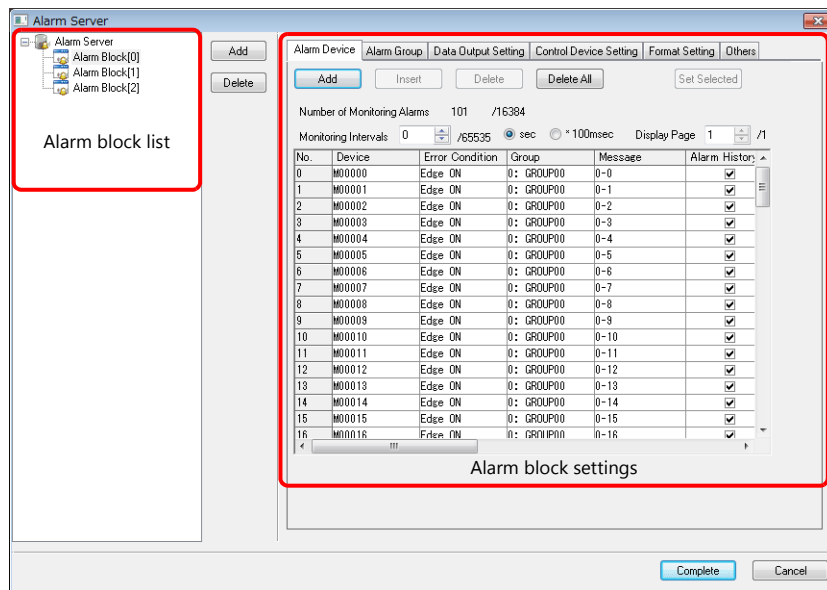 Alarm Server
Alarm Server
Alarm Block[0]
Alarm Block[1]
Alarm Block[2]
Alarm block list
Add
Delete
Alarm Device Alarm Group Data Output Setting Control Device Setting Format Setting Others
Add Insert Delete Delete All Set Selected
Number of Monitoring Alarms 101 /16384
Monitoring Intervals 0 /65535 sec * 100msec Display Page 1 /1
No. Device Error Condition Group Message Alarm History
0 M00000 Edge ON 0: GROUP00 0-0
1 M00001 Edge ON 0: GROUP00 0-1
2 M00002 Edge ON 0: GROUP00 0-2
3 M00003 Edge ON 0: GROUP00 0-3
4 M00004 Edge ON 0: GROUP00 0-4
5 M00005 Edge ON 0: GROUP00 0-5
6 M00006 Edge ON 0: GROUP00 0-6
7 M00007 Edge ON 0: GROUP00 0-7
8 M00008 Edge ON 0: GROUP00 0-8
9 M00009 Edge ON 0: GROUP00 0-9
10 M00010 Edge ON 0: GROUP00 0-10
11 M00011 Edge ON 0: GROUP00 0-11
12 M00012 Edge ON 0: GROUP00 0-12
13 M00013 Edge ON 0: GROUP00 0-13
14 M00014 Edge ON 0: GROUP00 0-14
15 M00015 Edge ON 0: GROUP00 0-15
16 M00016 Edge ON 0: GROUP00 0-16
Alarm block settings
Complete Cancel